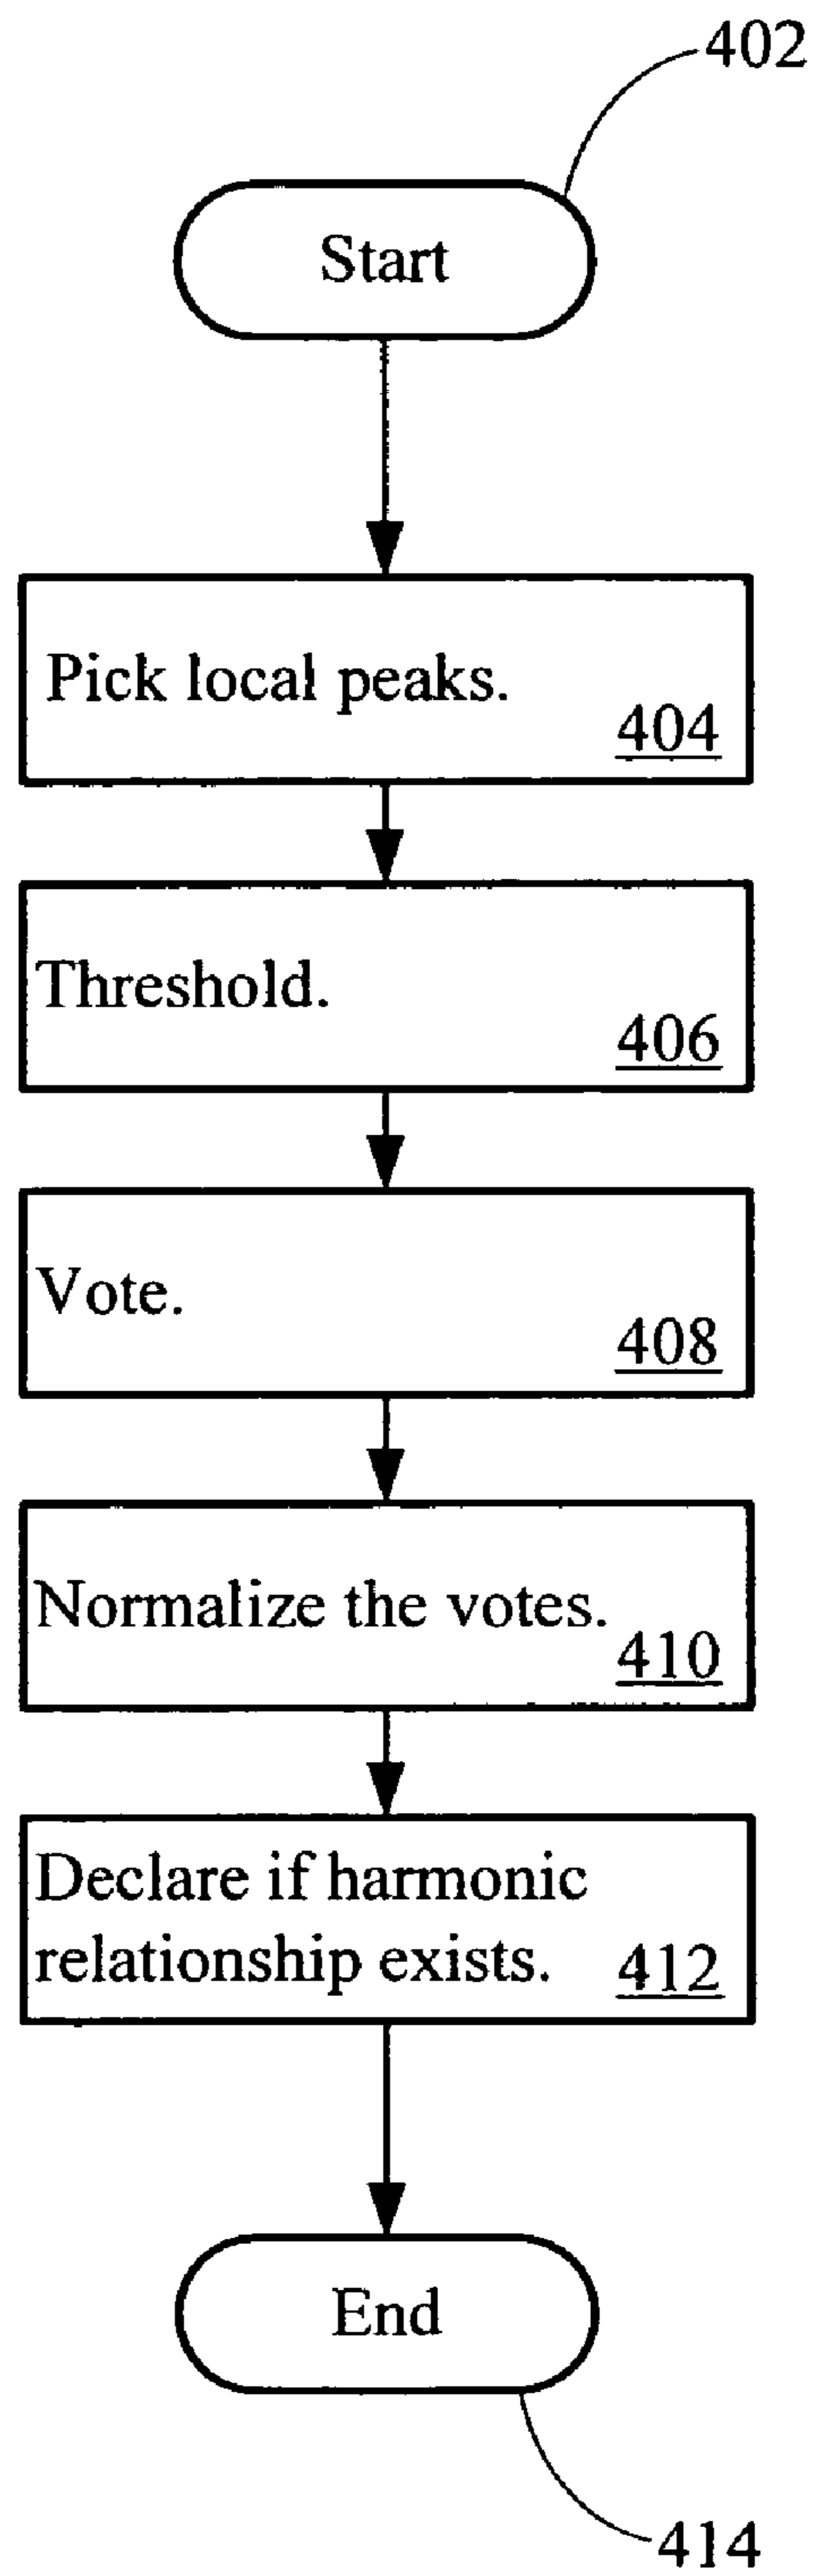 402
Start
Pick local peaks.
404
Threshold.
406
Vote.
408
Normalize the votes.
410
Declare if harmonic
relationship exists.
412
End
414